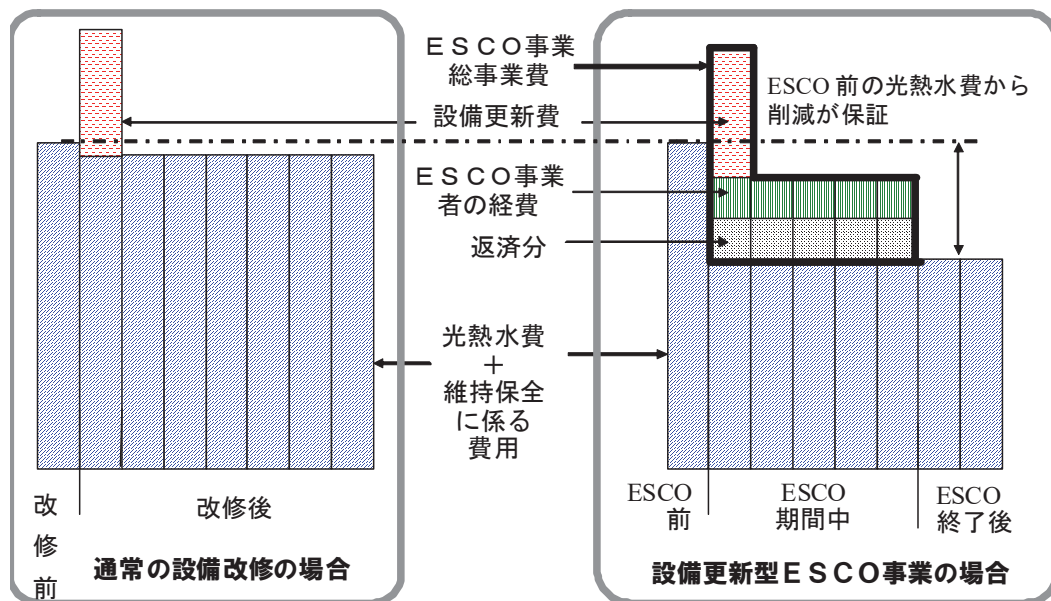 ＥＳＣＯ事業
総事業費
設備更新費
ＥＳＣＯ事業
者の経費
返済分
光熱水費
＋
維持保全
に係る
費用
改
修
前
改修後
通常の設備改修の場合
ESCO 前の光熱水費から
削減が保証
ESCO
前
ESCO
期間中
ESCO
終了後
設備更新型ＥＳＣＯ事業の場合